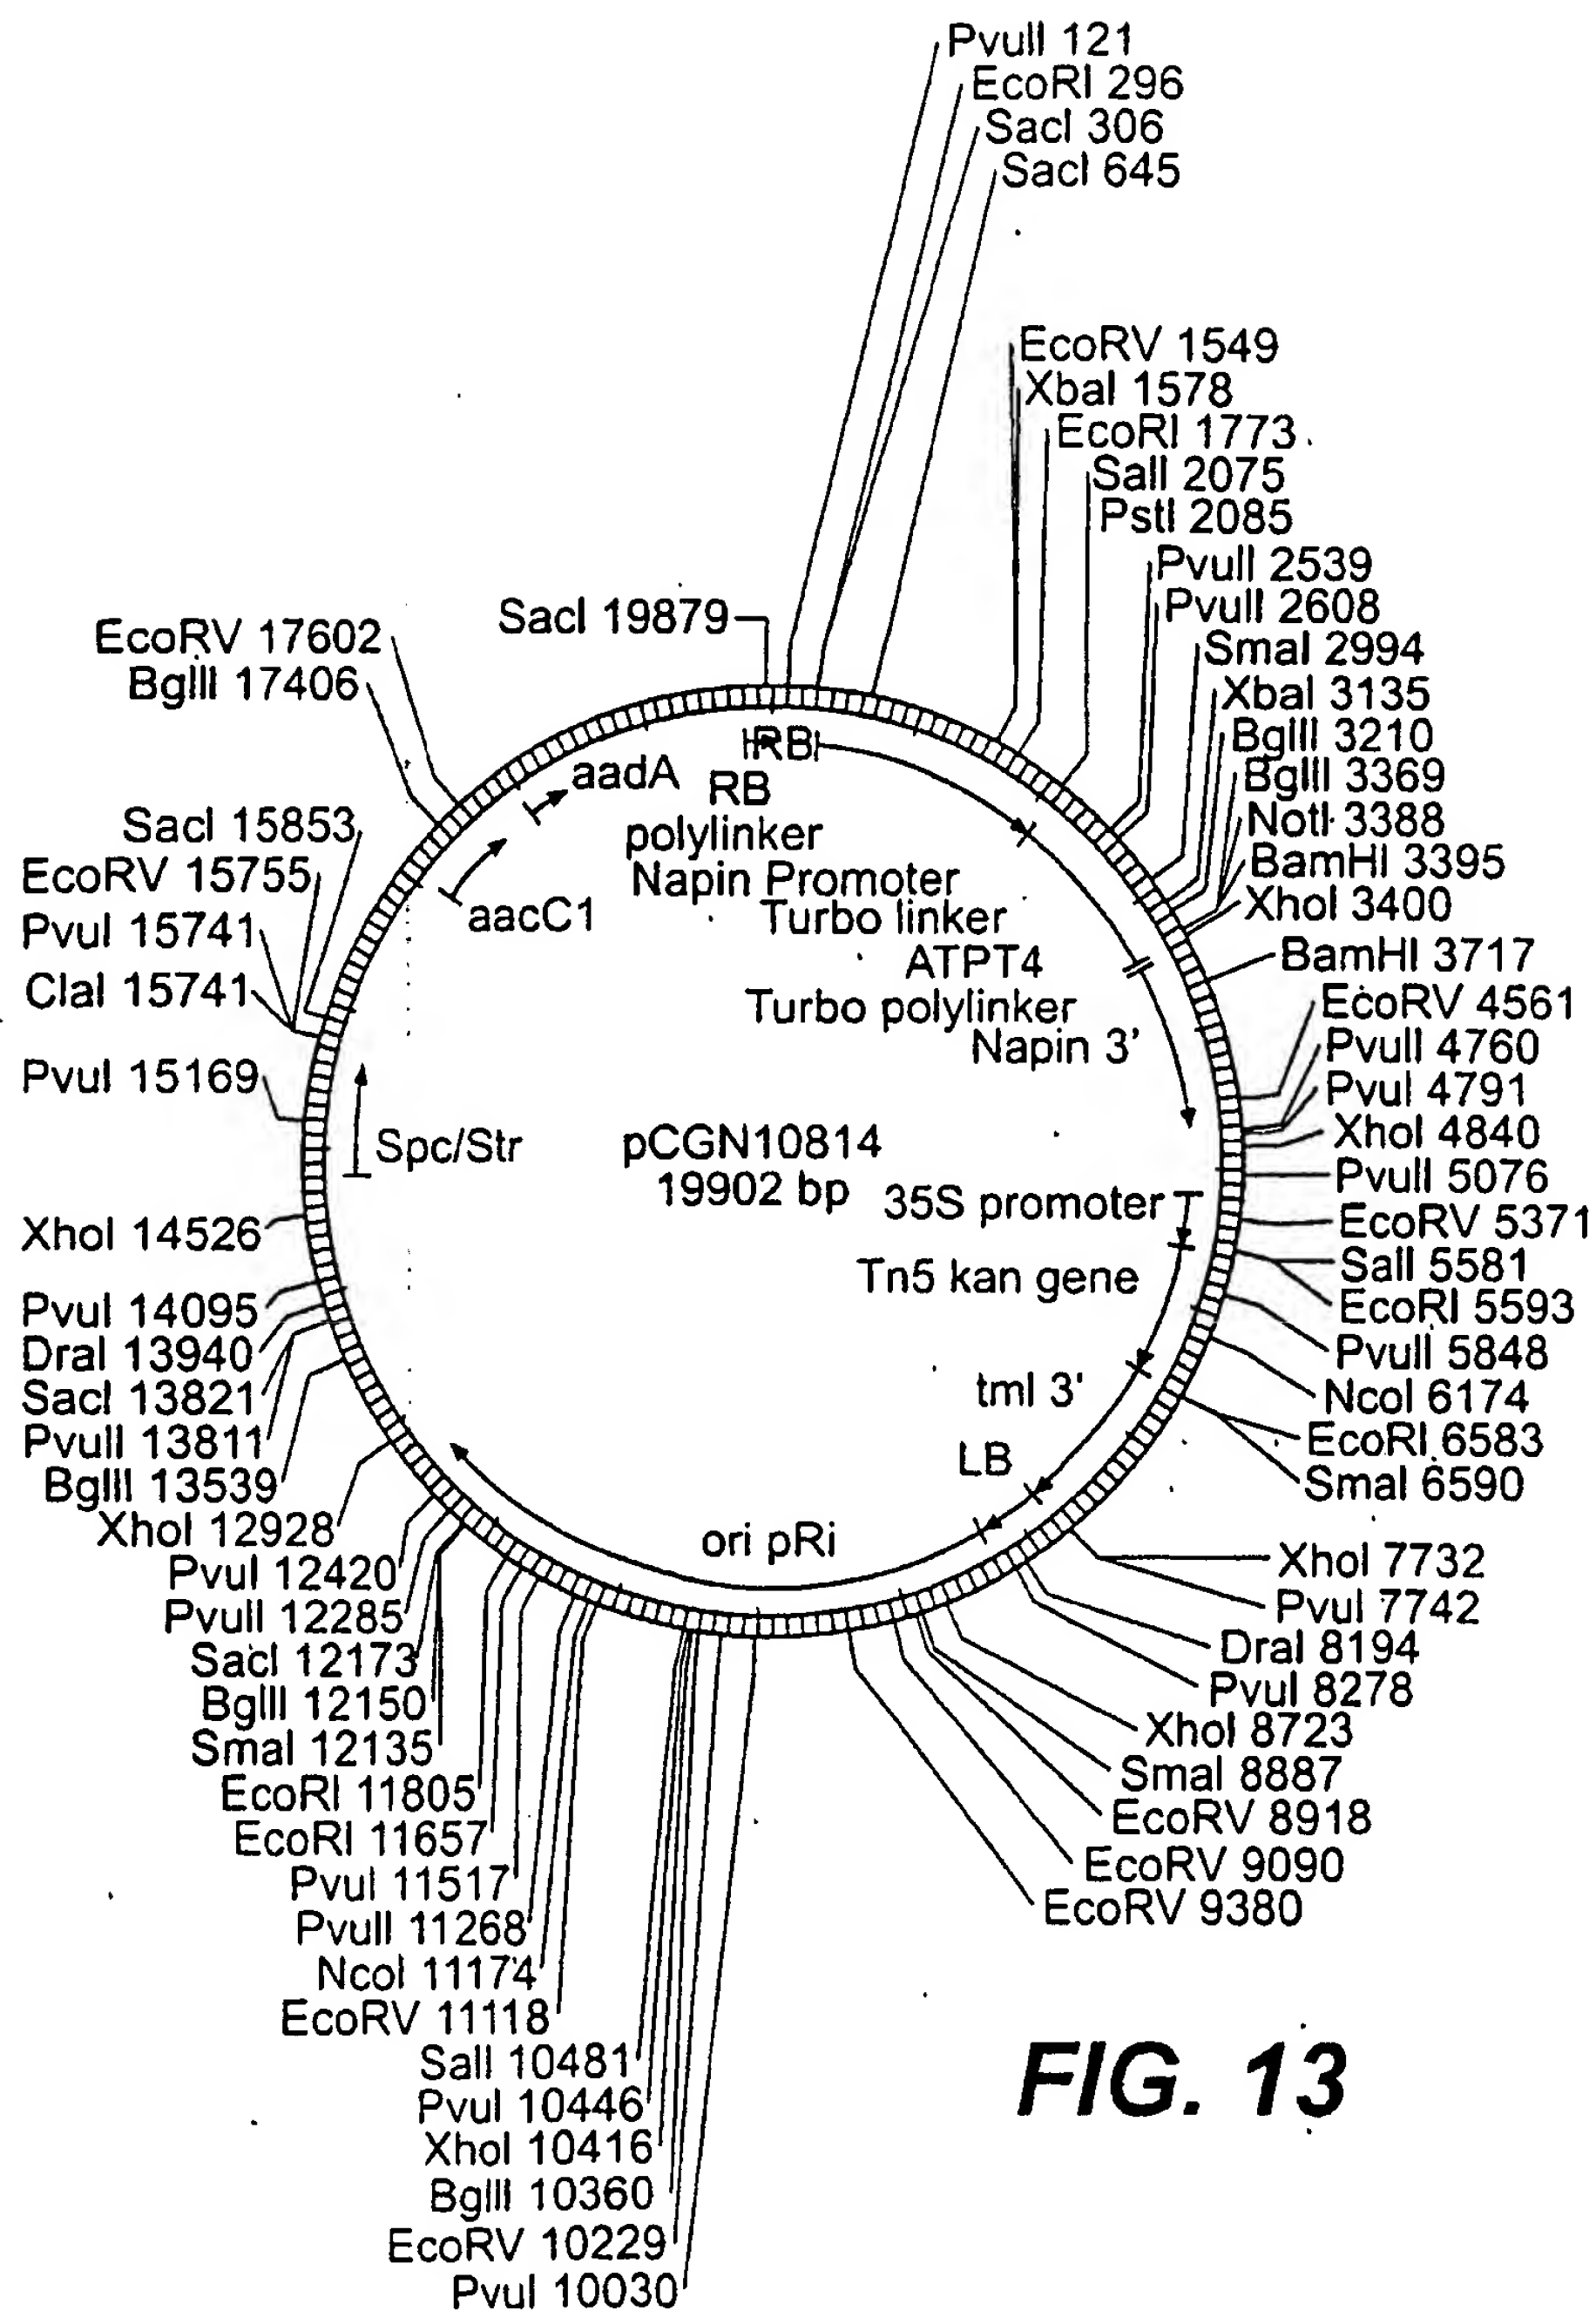 PvuII 121
EcoRI 296
SacI 306
SacI 645
EcoRV 1549
XbaI 1578
EcoRI 1773
SalI 2075
PstI 2085
PvuII 2539
PvuII 2608
SmaI 2994
XbaI 3135
BglII 3210
BglII 3369
NotI 3388
BamHI 3395
XhoI 3400
BamHI 3717
EcoRV 4561
PvuII 4760
PvuI 4791
XhoI 4840
PvuII 5076
EcoRV 5371
SalI 5581
EcoRI 5593
PvuII 5848
NcoI 6174
EcoRI 6583
SmaI 6590
XhoI 7732
PvuI 7742
DraI 8194
PvuI 8278
XhoI 8723
SmaI 8887
EcoRV 8918
EcoRV 9090
EcoRV 9380
SacI 19879
EcoRV 17602
BglII 17406
SacI 15853
EcoRV 15755
PvuI 15741
ClaI 15741
PvuI 15169
XhoI 14526
PvuI 14095
DraI 13940
SacI 13821
PvuII 13811
BglII 13539
XhoI 12928
PvuI 12420
PvuII 12285
SacI 12173
BglII 12150
SmaI 12135
EcoRI 11805
EcoRI 11657
PvuI 11517
PvuII 11268
NcoI 11174
EcoRV 11118
SalI 10481
PvuI 10446
XhoI 10416
BglII 10360
EcoRV 10229
PvuI 10030
RB
aadA
RB
polylinker
Napin Promoter
aacC1
Turbo linker
ATPT4
Turbo polylinker
Napin 3'
Spc/Str
pCGN10814
19902 bp
35S promoter
Tn5 kan gene
tml 3'
LB
ori pRi
FIG. 13